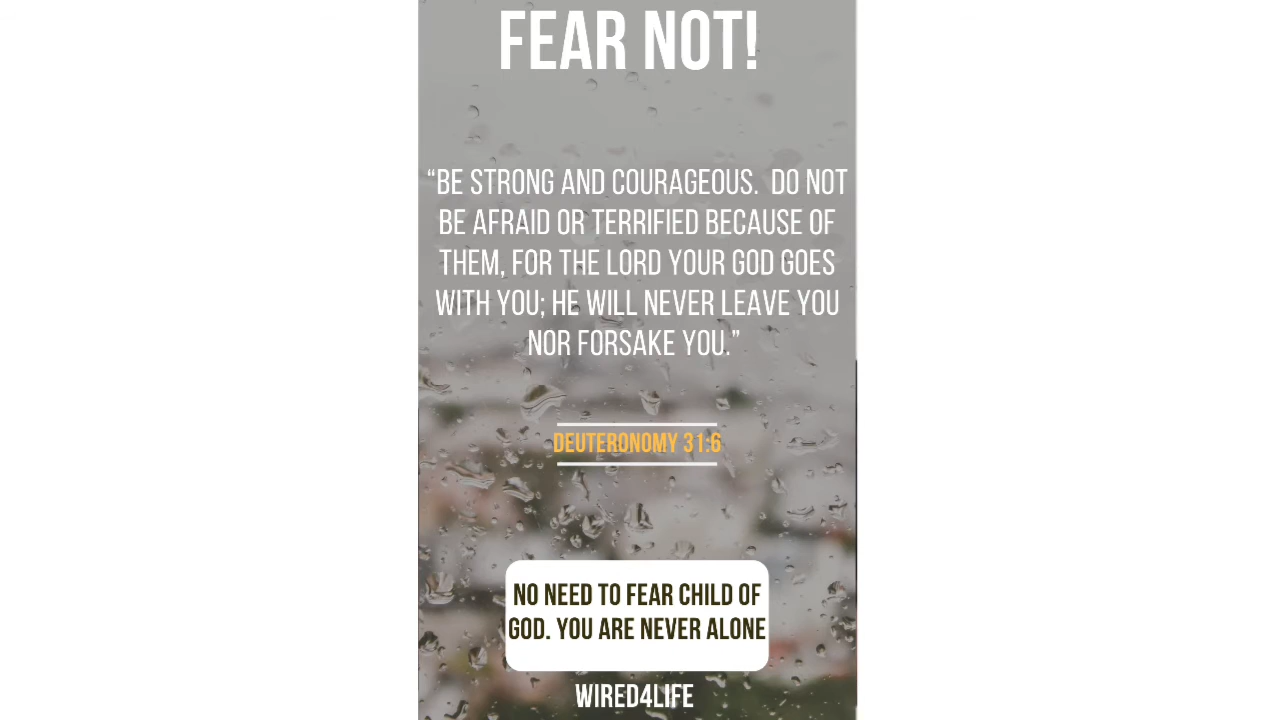 FEAR NOT!
“BE STRONG AND COURAGEOUS. DO NOT
BE AFRAID OR TERRIFIED BECAUSE OF
THEM, FOR THE LORD YOUR GOD GOES
WITH YOU; HE WILL NEVER LEAVE YOU
NOR FORSAKE YOU.”
DEUTERONOMY 31:6
NO NEED TO FEAR CHILD OF
GOD. YOU ARE NEVER ALONE
WIRED4LIFE